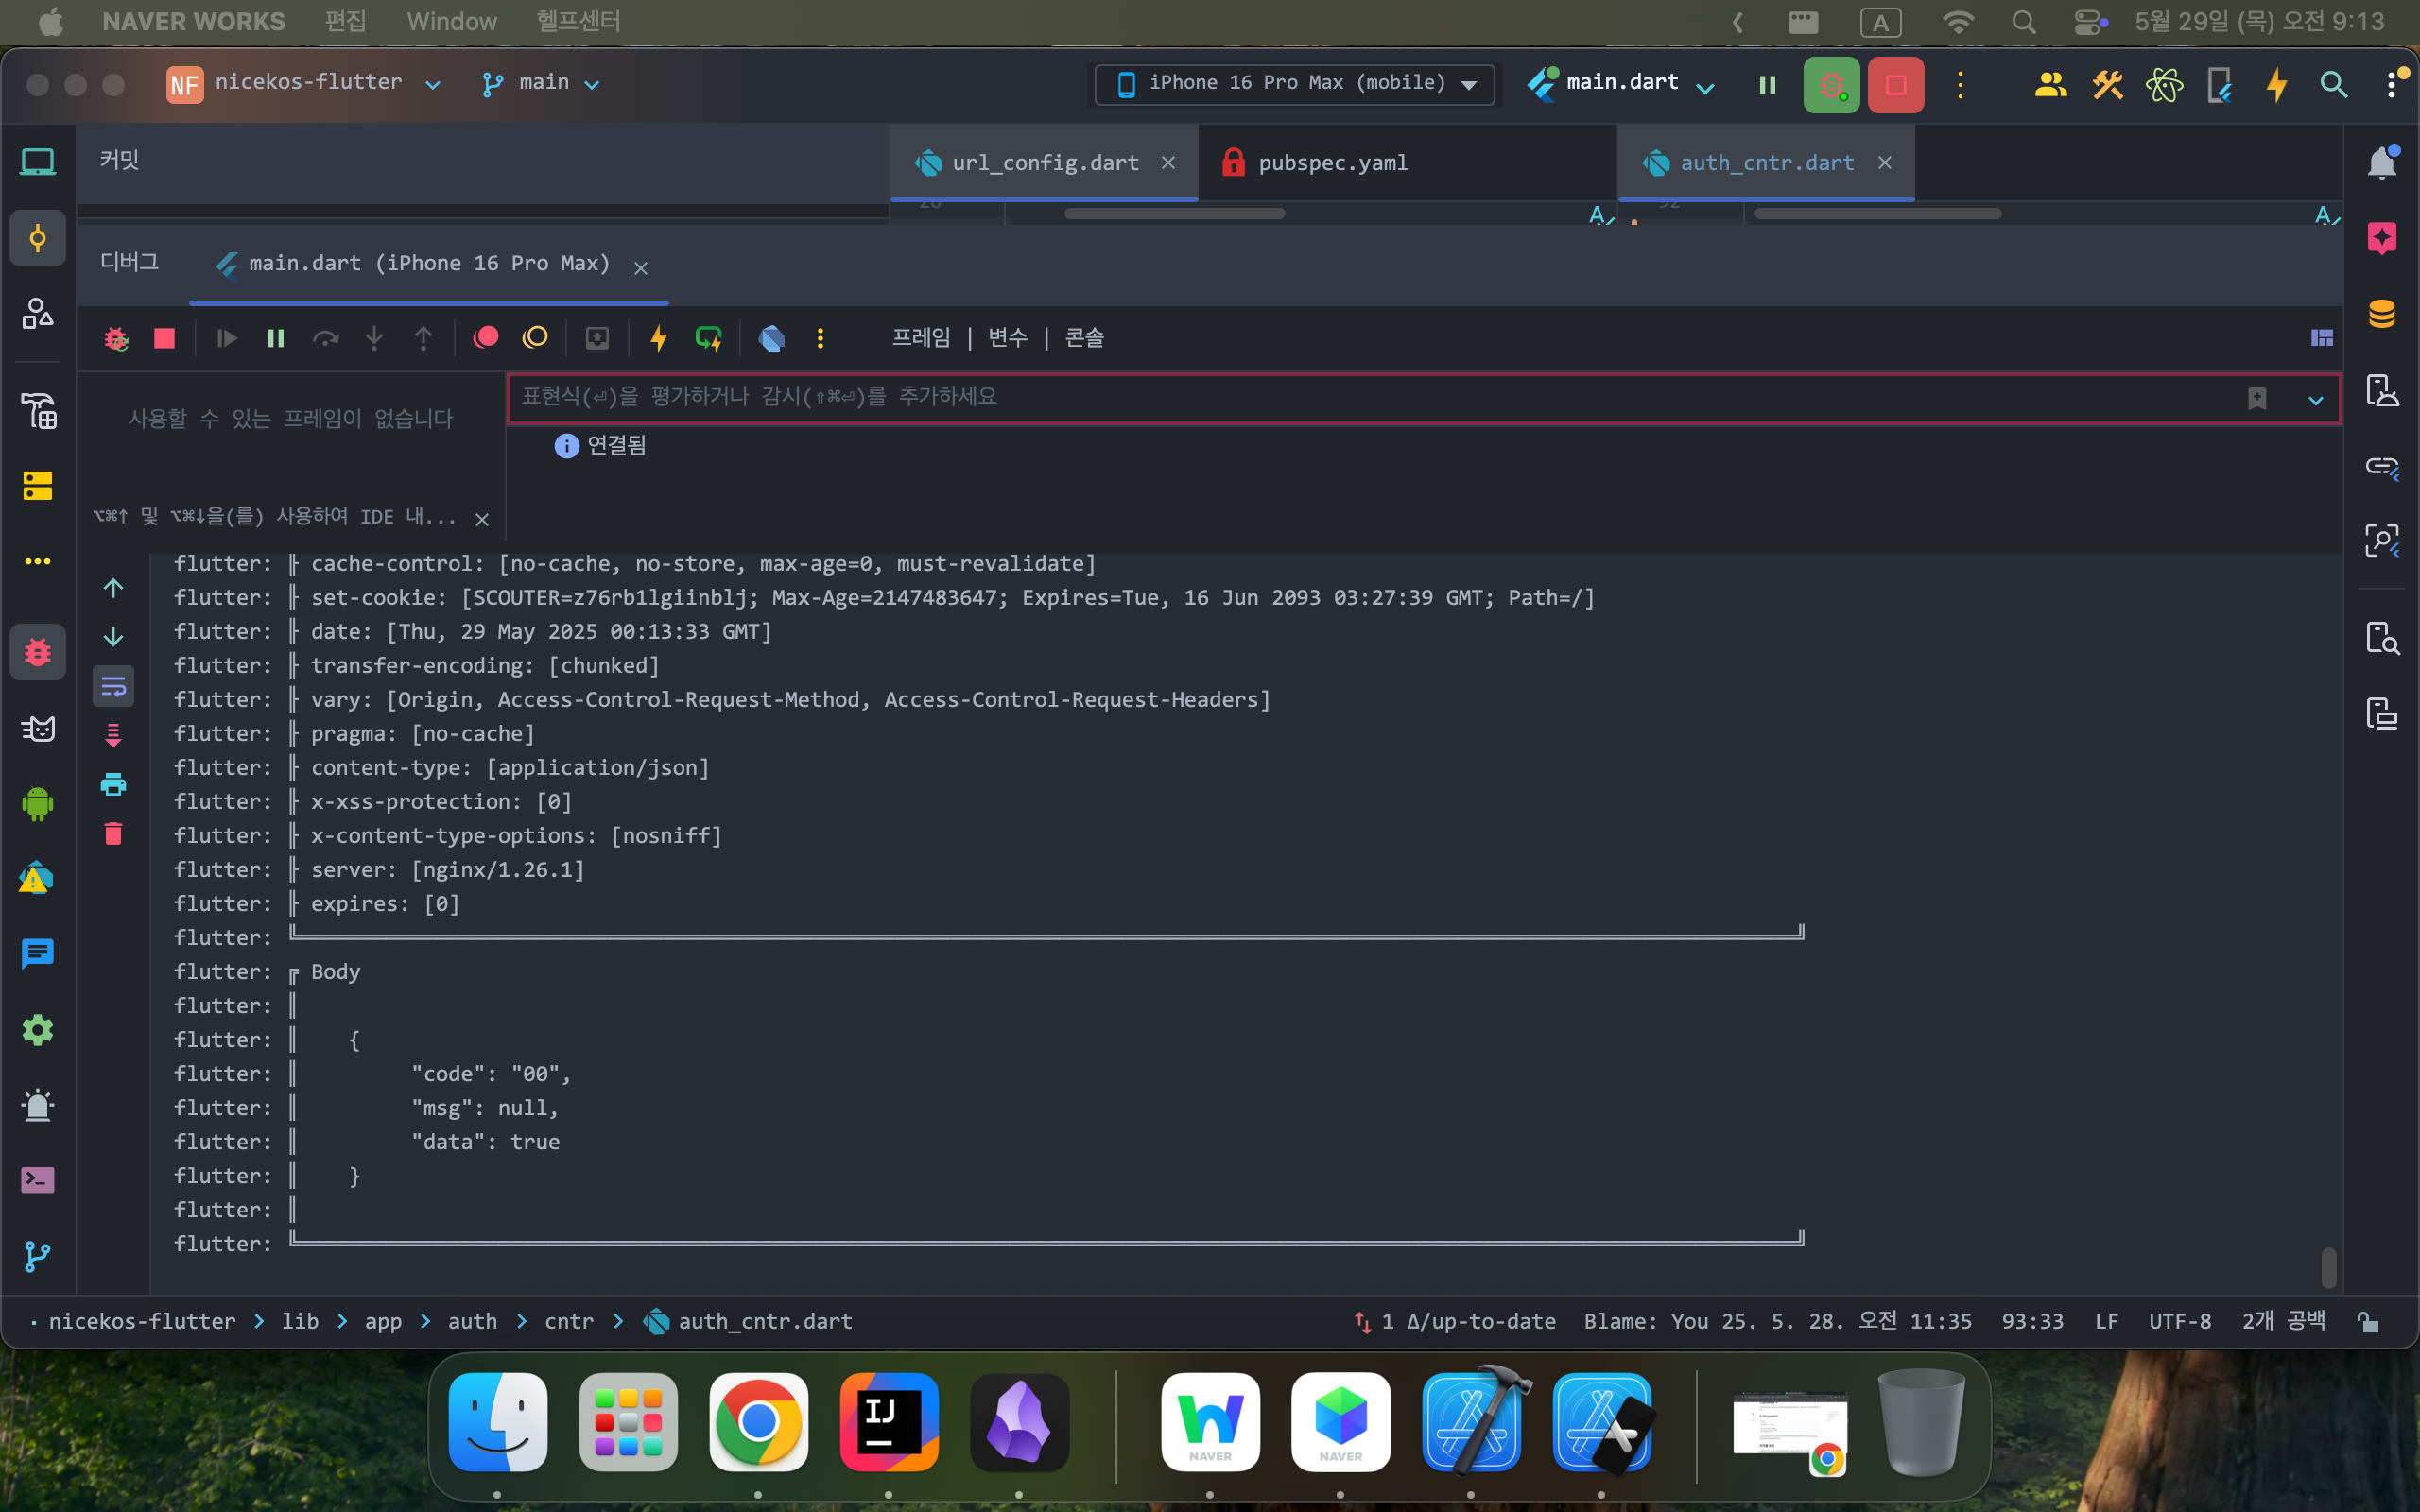 NAVER WORKS 편집 Window 헬프센터 A 5월 29일 (목) 오전 9:13
NF nicekos-flutter main iPhone 16 Pro Max (mobile) main.dart
커밋 url_config.dart pubspec.yaml auth_cntr.dart
디버그 main.dart (iPhone 16 Pro Max)
프레임 | 변수 | 콘솔
표현식(⏎)을 평가하거나 감시(⇧⌘⏎)를 추가하세요
사용할 수 있는 프레임이 없습니다
연결됨
⌥⌘↑ 및 ⌥⌘↓을(를) 사용하여 IDE 내...
flutter: ╟ cache-control: [no-cache, no-store, max-age=0, must-revalidate]
flutter: ╟ set-cookie: [SCOUTER=z76rb1lgiinblj; Max-Age=2147483647; Expires=Tue, 16 Jun 2093 03:27:39 GMT; Path=/]
flutter: ╟ date: [Thu, 29 May 2025 00:13:33 GMT]
flutter: ╟ transfer-encoding: [chunked]
flutter: ╟ vary: [Origin, Access-Control-Request-Method, Access-Control-Request-Headers]
flutter: ╟ pragma: [no-cache]
flutter: ╟ content-type: [application/json]
flutter: ╟ x-xss-protection: [0]
flutter: ╟ x-content-type-options: [nosniff]
flutter: ╟ server: [nginx/1.26.1]
flutter: ╟ expires: [0]
flutter: ╚══════════╝
flutter: ╔ Body
flutter: ║
flutter: ║ {
flutter: ║ "code": "00",
flutter: ║ "msg": null,
flutter: ║ "data": true
flutter: ║ }
flutter: ║
flutter: ╚══════════╝
nicekos-flutter > lib > app > auth > cntr > auth_cntr.dart 1 Δ/up-to-date Blame: You 25. 5. 28. 오전 11:35 93:33 LF UTF-8 2개 공백
IJ
NAVER
NAVER